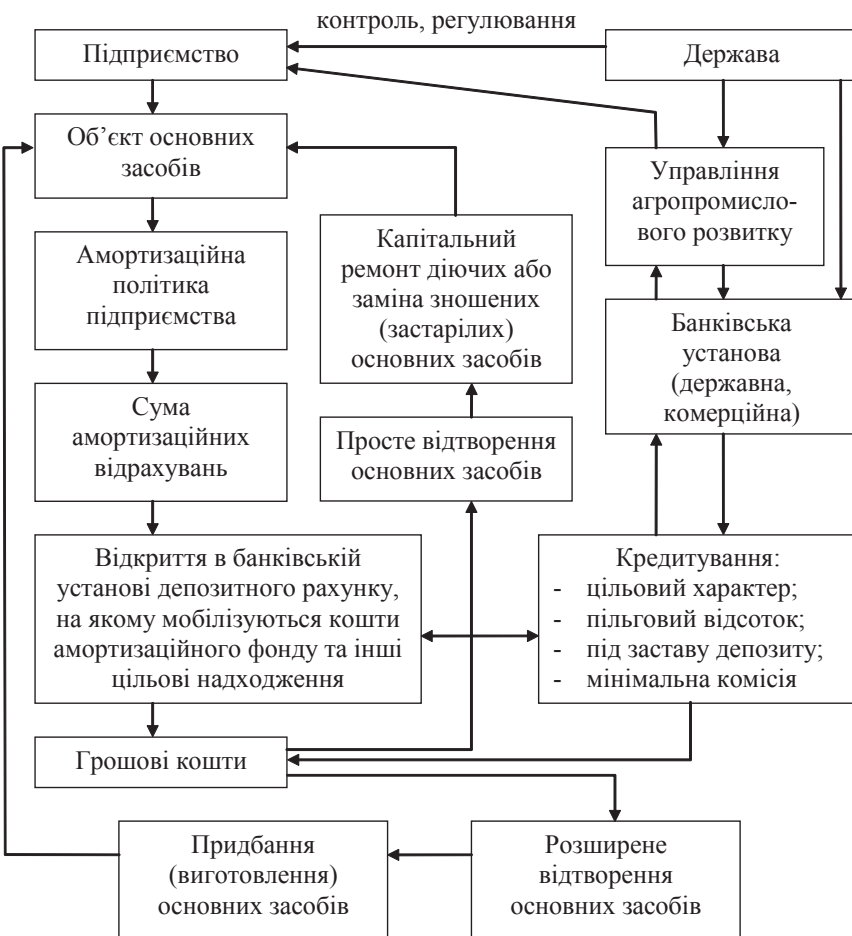 контроль, регулювання
Підприємство
Держава
Об’єкт основних
засобів
Управління
агропромисло-
вого розвитку
Амортизаційна
політика
підприємства
Капітальний
ремонт діючих або
заміна зношених
(застарілих)
основних засобів
Банківська
установа
(державна,
комерційна)
Сума
амортизаційних
відрахувань
Просте відтворення
основних засобів
Відкриття в банківській
установі депозитного рахунку,
на якому мобілізуються кошти
амортизаційного фонду та інші
цільові надходження
Кредитування:
- цільовий характер;
- пільговий відсоток;
- під заставу депозиту;
- мінімальна комісія
Грошові кошти
Придбання
(виготовлення)
основних засобів
Розширене
відтворення
основних засобів